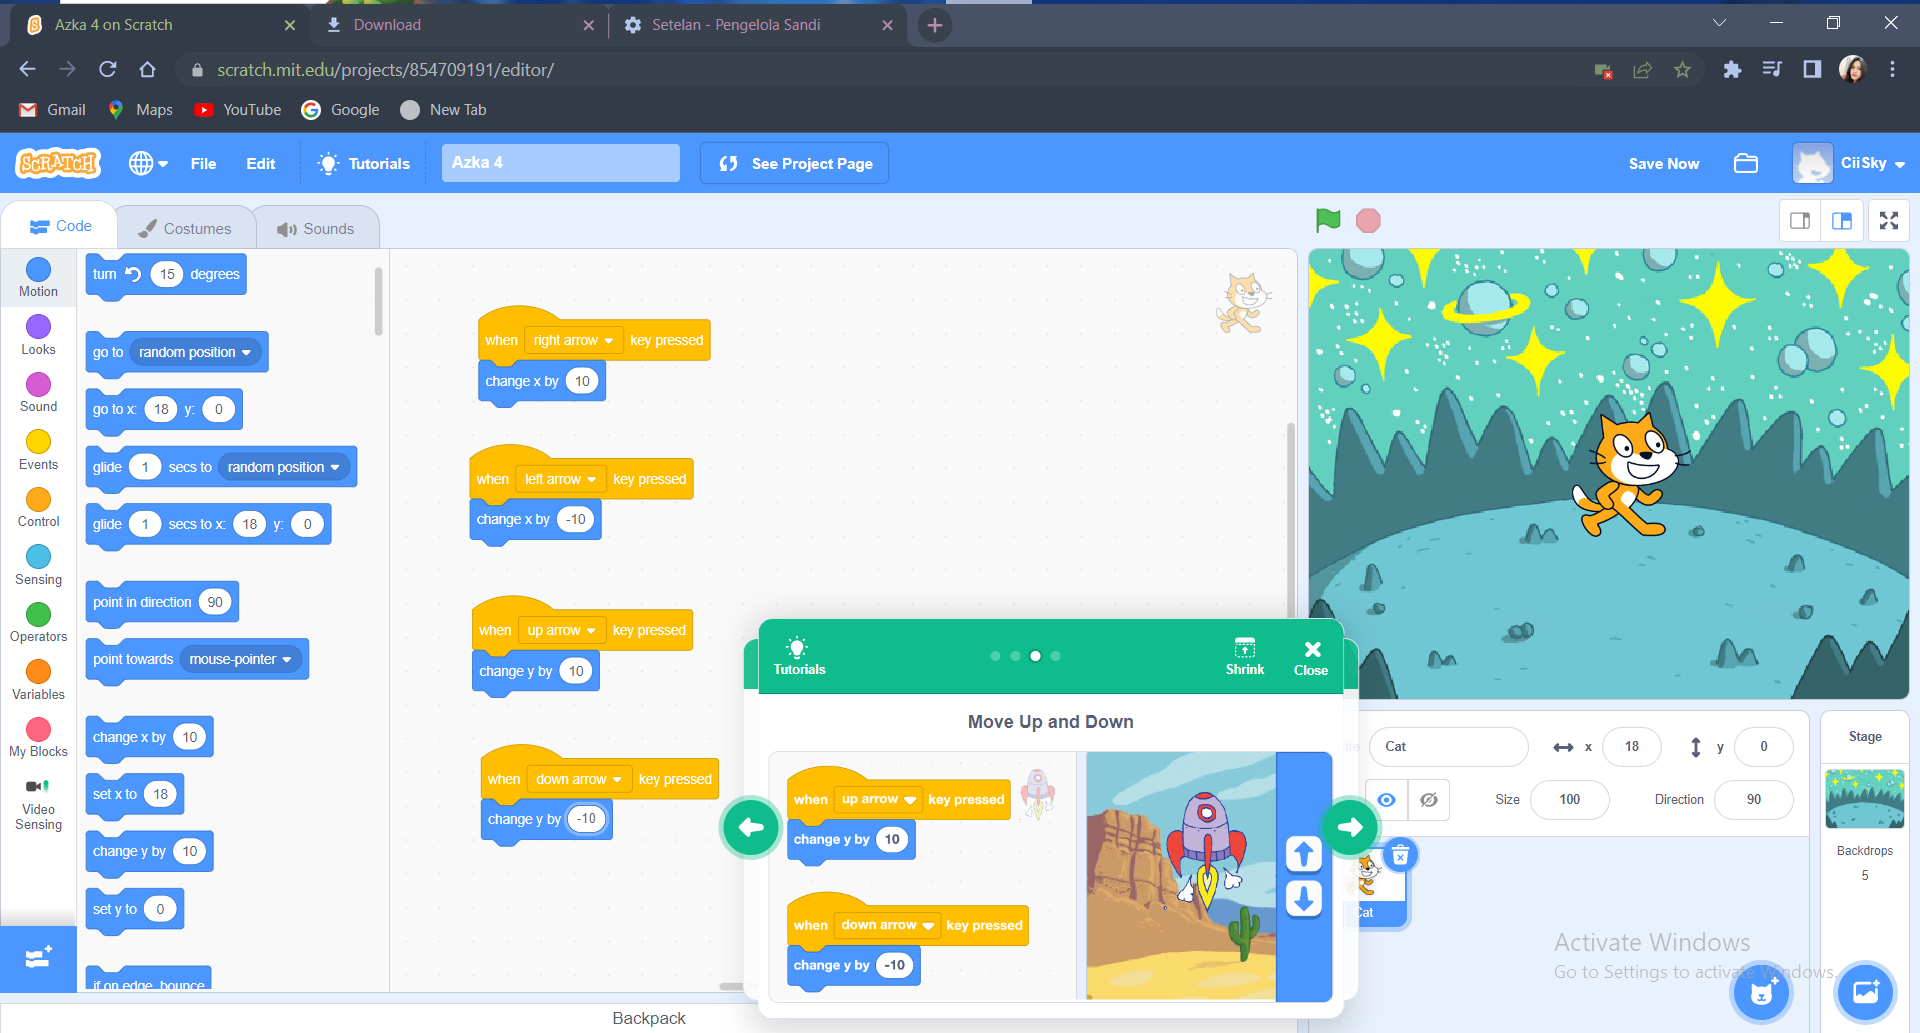 Azka 4 on Scratch
Download
Setelan - Pengelola Sandi
scratch.mit.edu/projects/854709191/editor/
Gmail
Maps
YouTube
Google
New Tab
SCRATCH
File
Edit
Tutorials
Azka 4
See Project Page
Save Now
CiiSky
Code
Costumes
Sounds
Motion
Looks
Sound
Events
Control
Sensing
Operators
Variables
My Blocks
Video
Sensing
turn 15 degrees
go to random position
go to x: 18 y: 0
glide 1 secs to random position
glide 1 secs to x: 18 y: 0
point in direction 90
point towards mouse-pointer
change x by 10
set x to 18
change y by 10
set y to 0
if on edge, bounce
when right arrow key pressed
change x by 10
when left arrow key pressed
change x by -10
when up arrow key pressed
change y by 10
when down arrow key pressed
change y by -10
Tutorials
Shrink
Close
Move Up and Down
when up arrow key pressed
change y by 10
when down arrow key pressed
change y by -10
Cat
x 18
y 0
Size 100
Direction 90
Cat
Stage
Backdrops
5
Activate Windows
Go to Settings to activate Windows.
Backpack